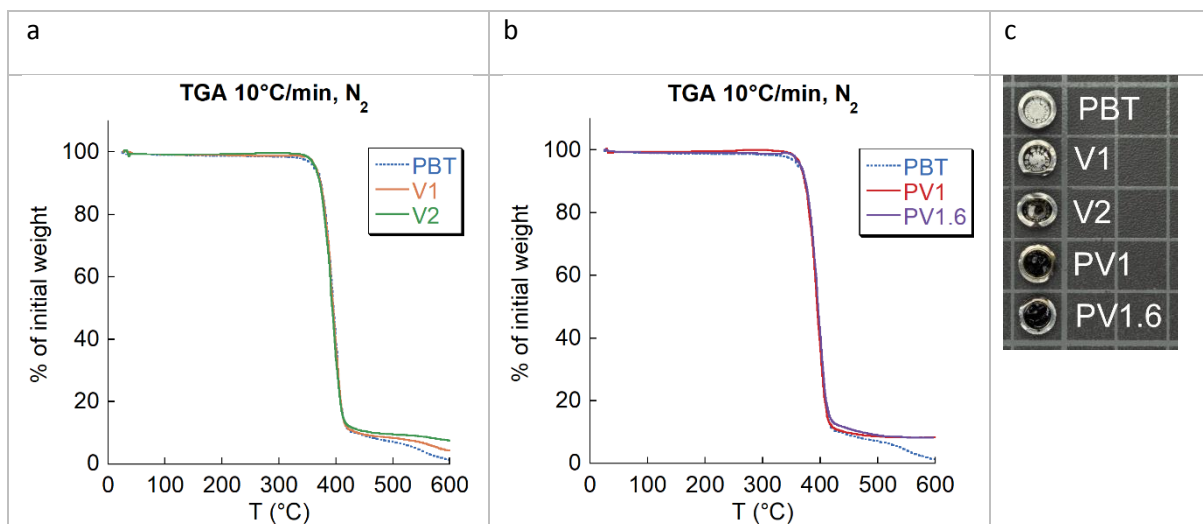 a
b
c
TGA 10°C/min, N2
% of initial weight
100
80
60
40
20
0
PBT
V1
V2
0 100 200 300 400 500 600
T (°C)
TGA 10°C/min, N2
% of initial weight
100
80
60
40
20
0
PBT
PV1
PV1.6
0 100 200 300 400 500 600
T (°C)
PBT
V1
V2
PV1
PV1.6